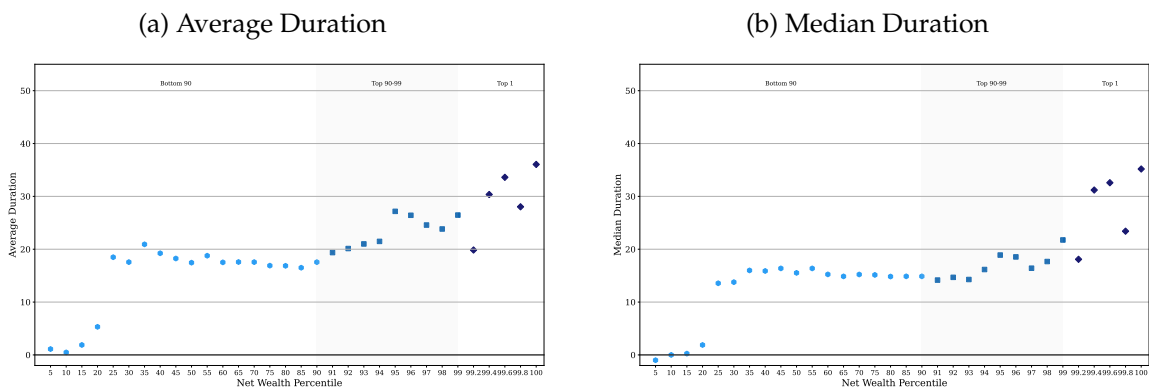 (a) Average Duration
Bottom 90
Top 90-99
Top 1
50
40
30
20
10
0
Average Duration
5 10 15 20 25 30 35 40 45 50 55 60 65 70 75 80 85 90 91 92 93 94 95 96 97 98 99 99.2 99.4 99.6 99.8 100
Net Wealth Percentile
(b) Median Duration
Bottom 90
Top 90-99
Top 1
50
40
30
20
10
0
Median Duration
5 10 15 20 25 30 35 40 45 50 55 60 65 70 75 80 85 90 91 92 93 94 95 96 97 98 99 99.2 99.4 99.6 99.8 100
Net Wealth Percentile